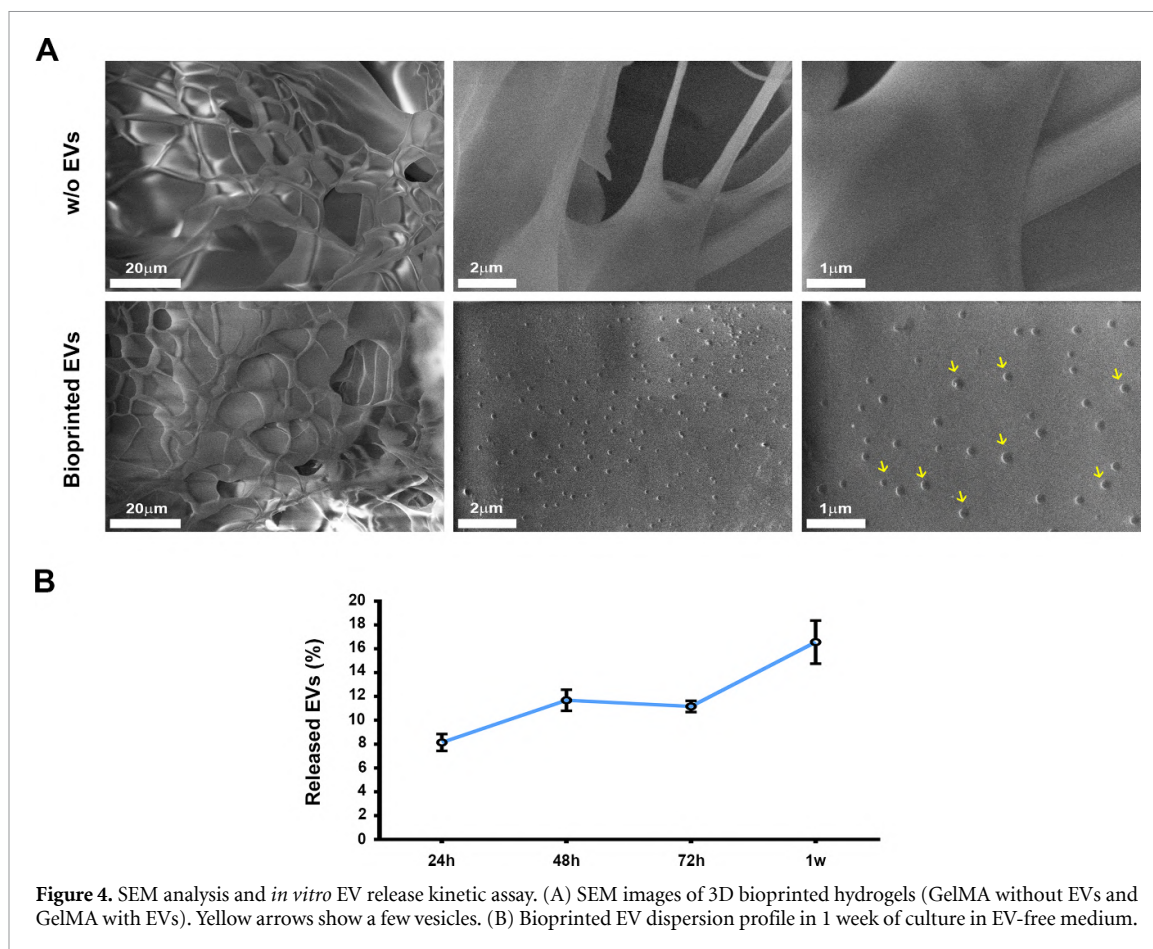 A
w/o EVs
20μm
2μm
1μm
Bioprinted EVs
20μm
2μm
1μm
B
Released EVs (%)
20
18
16
14
12
10
8
6
4
2
0
24h
48h
72h
1w
Figure 4. SEM analysis and in vitro EV release kinetic assay. (A) SEM images of 3D bioprinted hydrogels (GelMA without EVs and
GelMA with EVs). Yellow arrows show a few vesicles. (B) Bioprinted EV dispersion profile in 1 week of culture in EV-free medium.